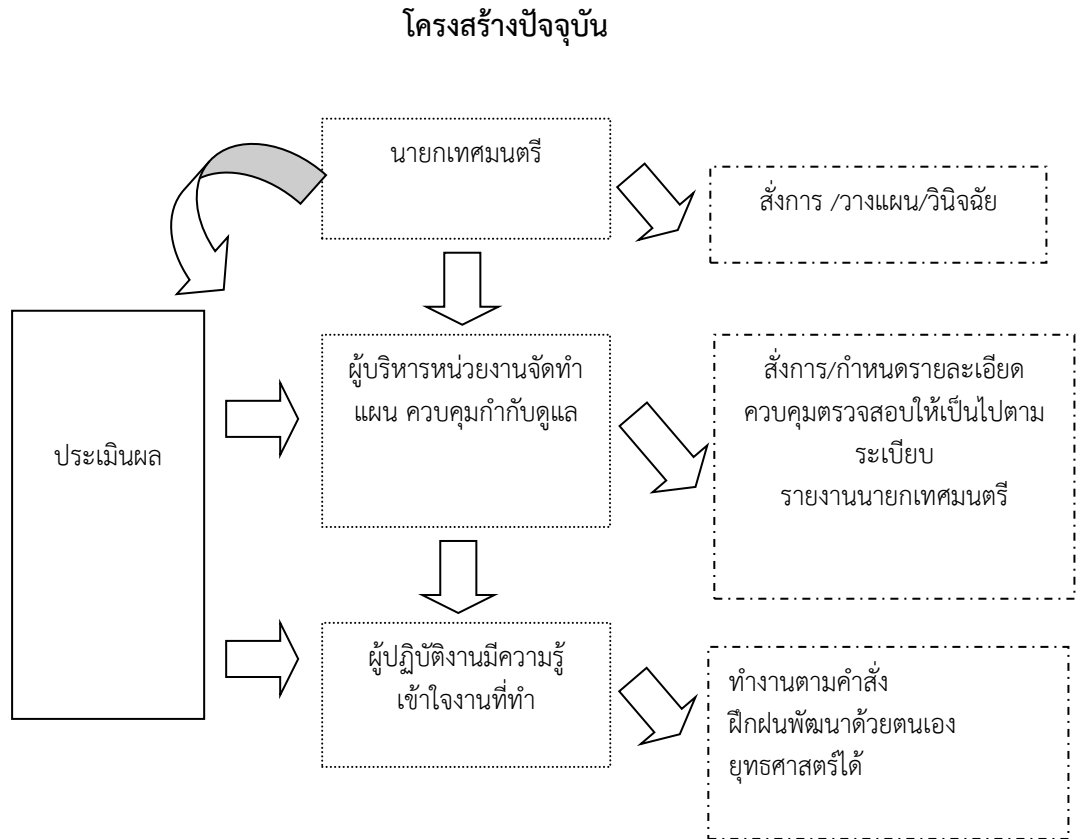 โครงสร้างปัจจุบัน
นายกเทศมนตรี
สั่งการ /วางแผน/วินิจฉัย
ประเมินผล
ผู้บริหารหน่วยงานจัดทำ
แผน ควบคุมกำกับดูแล
สั่งการ/กำหนดรายละเอียด
ควบคุมตรวจสอบให้เป็นไปตาม
ระเบียบ
รายงานนายกเทศมนตรี
ผู้ปฏิบัติงานมีความรู้
เข้าใจงานที่ทำ
ทำงานตามคำสั่ง
ฝึกฝนพัฒนาด้วยตนเอง
ยุทธศาสตร์ได้